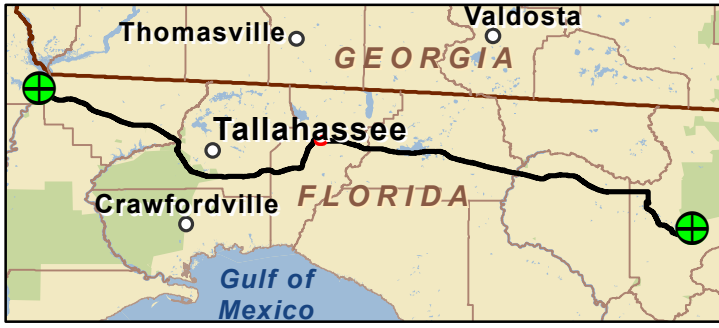 Valdosta
Thomasville
GEORGIA
Tallahassee
FLORIDA
Crawfordville
Gulf of
Mexico